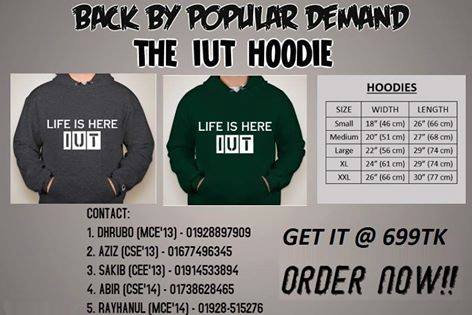 BACK BY POPULAR DEMAND
THE IUT HOODIE
LIFE IS HERE
IUT
LIFE IS HERE
IUT
HOODIES
SIZE WIDTH LENGTH
Small 18" (46 cm) 26" (66 cm)
Medium 20" (51 cm) 27" (68 cm)
Large 22" (56 cm) 29" (74 cm)
XL 24" (61 cm) 29" (74 cm)
XXL 26" (66 cm) 30" (77 cm)
CONTACT:
1. DHRUBO (MCE'13) - 01928897909
2. AZIZ (CSE'13) - 01677496345
3. SAKIB (CEE'13) - 01914533894
4. ABIR (CSE'14) - 01738628465
5. RAYHANUL (MCE'14) - 01928-515276
GET IT @ 699TK
ORDER NOW!!